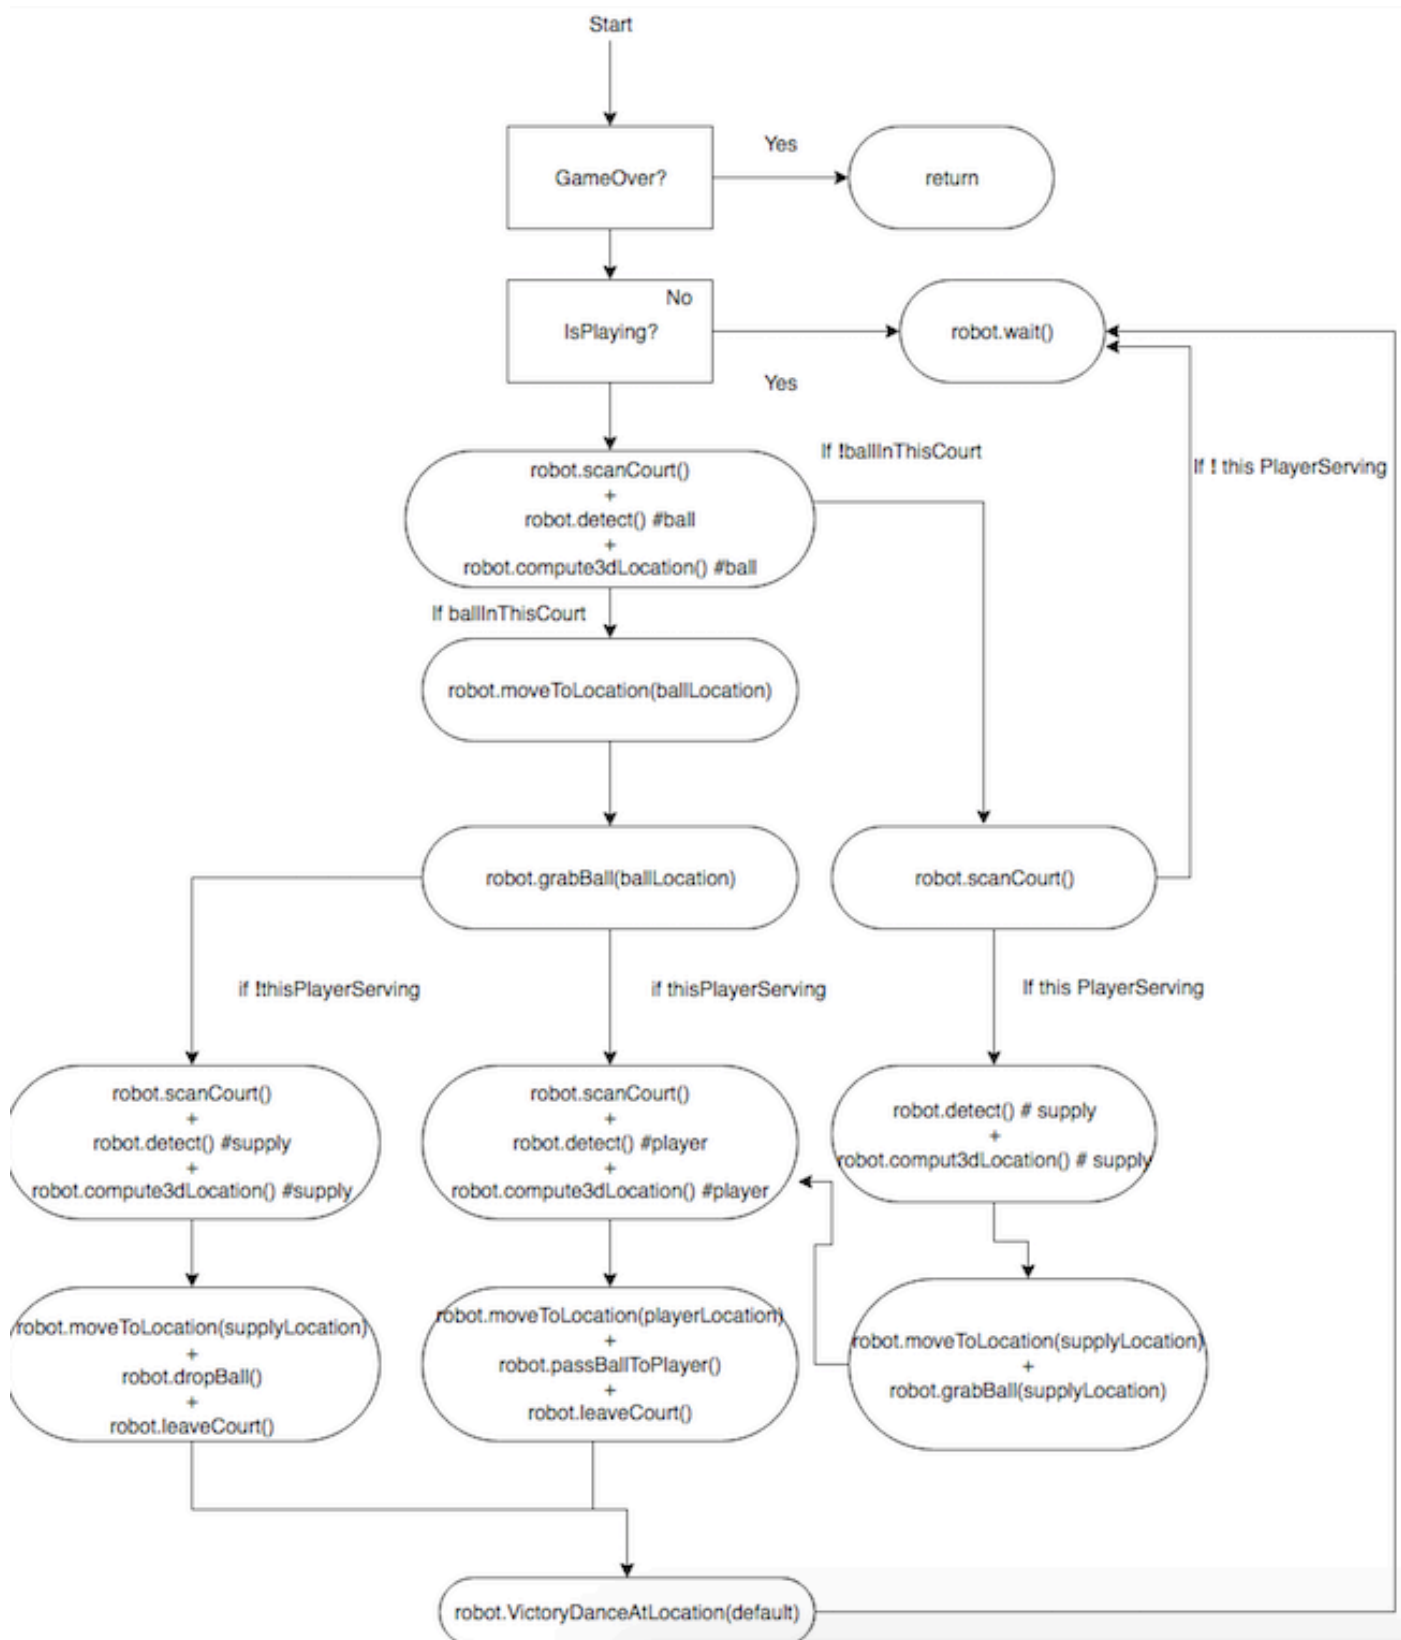 Start
GameOver?
Yes
return
No
IsPlaying?
robot.wait()
Yes
robot.scanCourt()
+
robot.detect() #ball
+
robot.compute3dLocation() #ball
If !ballInThisCourt
If ! this PlayerServing
If ballInThisCourt
robot.moveToLocation(ballLocation)
robot.grabBall(ballLocation)
robot.scanCourt()
if !thisPlayerServing
if thisPlayerServing
If this PlayerServing
robot.scanCourt()
+
robot.detect() #supply
+
robot.compute3dLocation() #supply
robot.scanCourt()
+
robot.detect() #player
+
robot.compute3dLocation() #player
robot.detect() # supply
+
robot.comput3dLocation() # supply
robot.moveToLocation(supplyLocation)
+
robot.dropBall()
+
robot.leaveCourt()
robot.moveToLocation(playerLocation)
+
robot.passBallToPlayer()
+
robot.leaveCourt()
robot.moveToLocation(supplyLocation)
+
robot.grabBall(supplyLocation)
robot.VictoryDanceAtLocation(default)